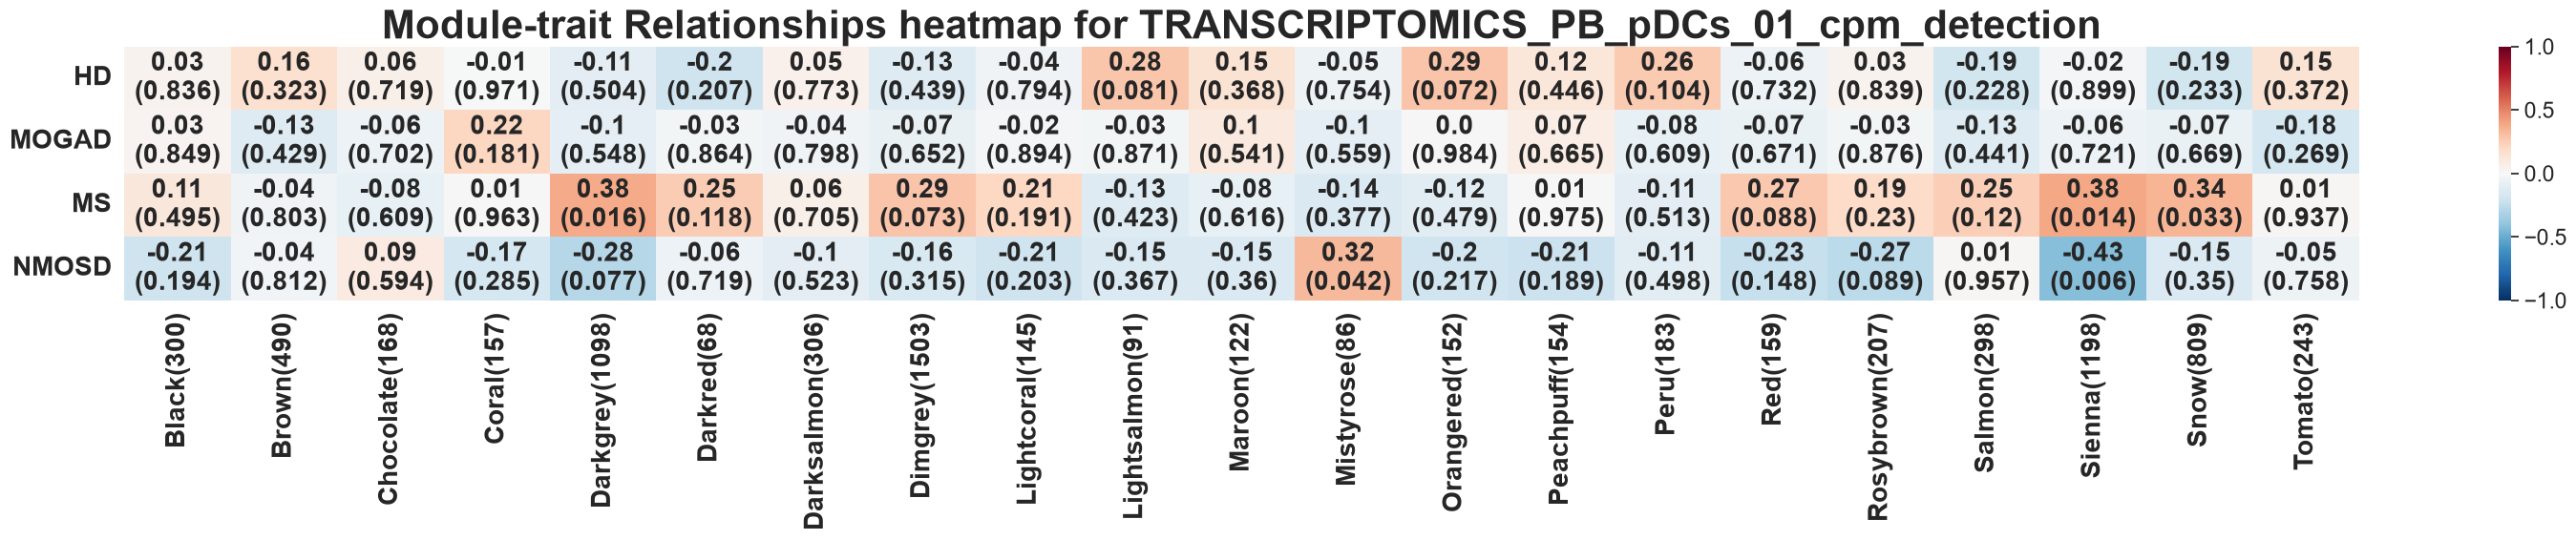 Module-trait Relationships heatmap for TRANSCRIPTOMICS_PB_pDCs_01_cpm_detection
HD 0.03 0.16 0.06 -0.01 -0.11 -0.2 0.05 -0.13 -0.04 0.28 0.15 -0.05 0.29 0.12 0.26 -0.06 0.03 -0.19 -0.02 -0.19 0.15
(0.836) (0.323) (0.719) (0.971) (0.504) (0.207) (0.773) (0.439) (0.794) (0.081) (0.368) (0.754) (0.072) (0.446) (0.104) (0.732) (0.839) (0.228) (0.899) (0.233) (0.372)
MOGAD 0.03 -0.13 -0.06 0.22 -0.1 -0.03 -0.04 -0.07 -0.02 -0.03 0.1 -0.1 0.0 0.07 -0.08 -0.07 -0.03 -0.13 -0.06 -0.07 -0.18
(0.849) (0.429) (0.702) (0.181) (0.548) (0.864) (0.798) (0.652) (0.894) (0.871) (0.541) (0.559) (0.984) (0.665) (0.609) (0.671) (0.876) (0.441) (0.721) (0.669) (0.269)
MS 0.11 -0.04 -0.08 0.01 0.38 0.25 0.06 0.29 0.21 -0.13 -0.08 -0.14 -0.12 0.01 -0.11 0.27 0.19 0.25 0.38 0.34 0.01
(0.495) (0.803) (0.609) (0.963) (0.016) (0.118) (0.705) (0.073) (0.191) (0.423) (0.616) (0.377) (0.479) (0.975) (0.513) (0.088) (0.23) (0.12) (0.014) (0.033) (0.937)
NMOSD -0.21 -0.04 0.09 -0.17 -0.28 -0.06 -0.1 -0.16 -0.21 -0.15 -0.15 0.32 -0.2 -0.21 -0.11 -0.23 -0.27 0.01 -0.43 -0.15 -0.05
(0.194) (0.812) (0.594) (0.285) (0.077) (0.719) (0.523) (0.315) (0.203) (0.367) (0.36) (0.042) (0.217) (0.189) (0.498) (0.148) (0.089) (0.957) (0.006) (0.35) (0.758)
Black(300)
Brown(490)
Chocolate(168)
Coral(157)
Darkgrey(1098)
Darkred(68)
Darksalmon(306)
Dimgrey(1503)
Lightcoral(145)
Lightsalmon(91)
Maroon(122)
Mistyrose(86)
Orangered(152)
Peachpuff(154)
Peru(183)
Red(159)
Rosybrown(207)
Salmon(298)
Sienna(1198)
Snow(809)
Tomato(243)
1.0
0.5
0.0
−0.5
−1.0